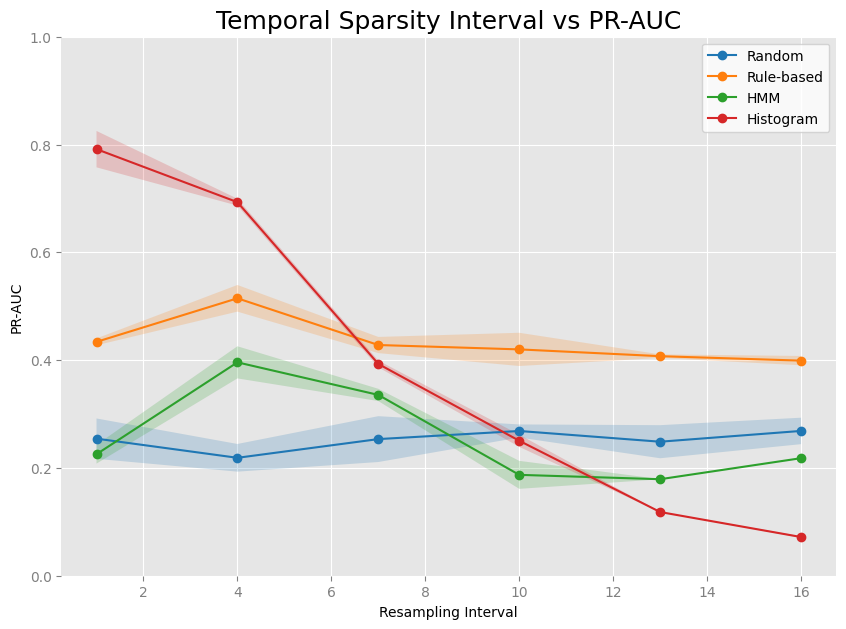 Temporal Sparsity Interval vs PR-AUC
Random
Rule-based
HMM
Histogram
PR-AUC
1.0
0.8
0.6
0.4
0.2
0.0
2 4 6 8 10 12 14 16
Resampling Interval